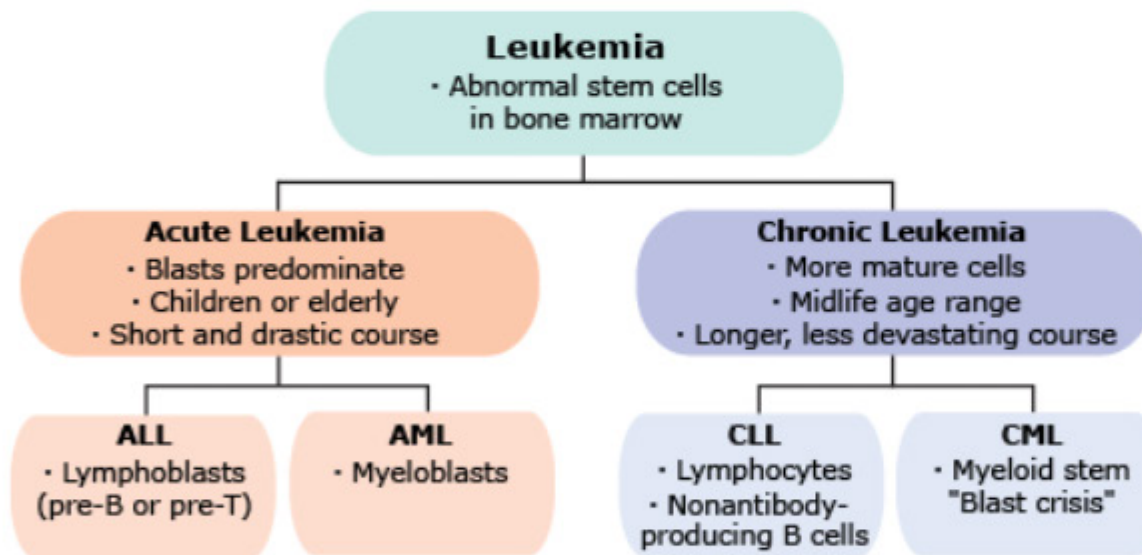 Leukemia
· Abnormal stem cells
in bone marrow
Acute Leukemia
· Blasts predominate
· Children or elderly
· Short and drastic course
Chronic Leukemia
· More mature cells
· Midlife age range
· Longer, less devastating course
ALL
· Lymphoblasts
(pre-B or pre-T)
AML
· Myeloblasts
CLL
· Lymphocytes
· Nonantibody-
producing B cells
CML
· Myeloid stem
"Blast crisis"